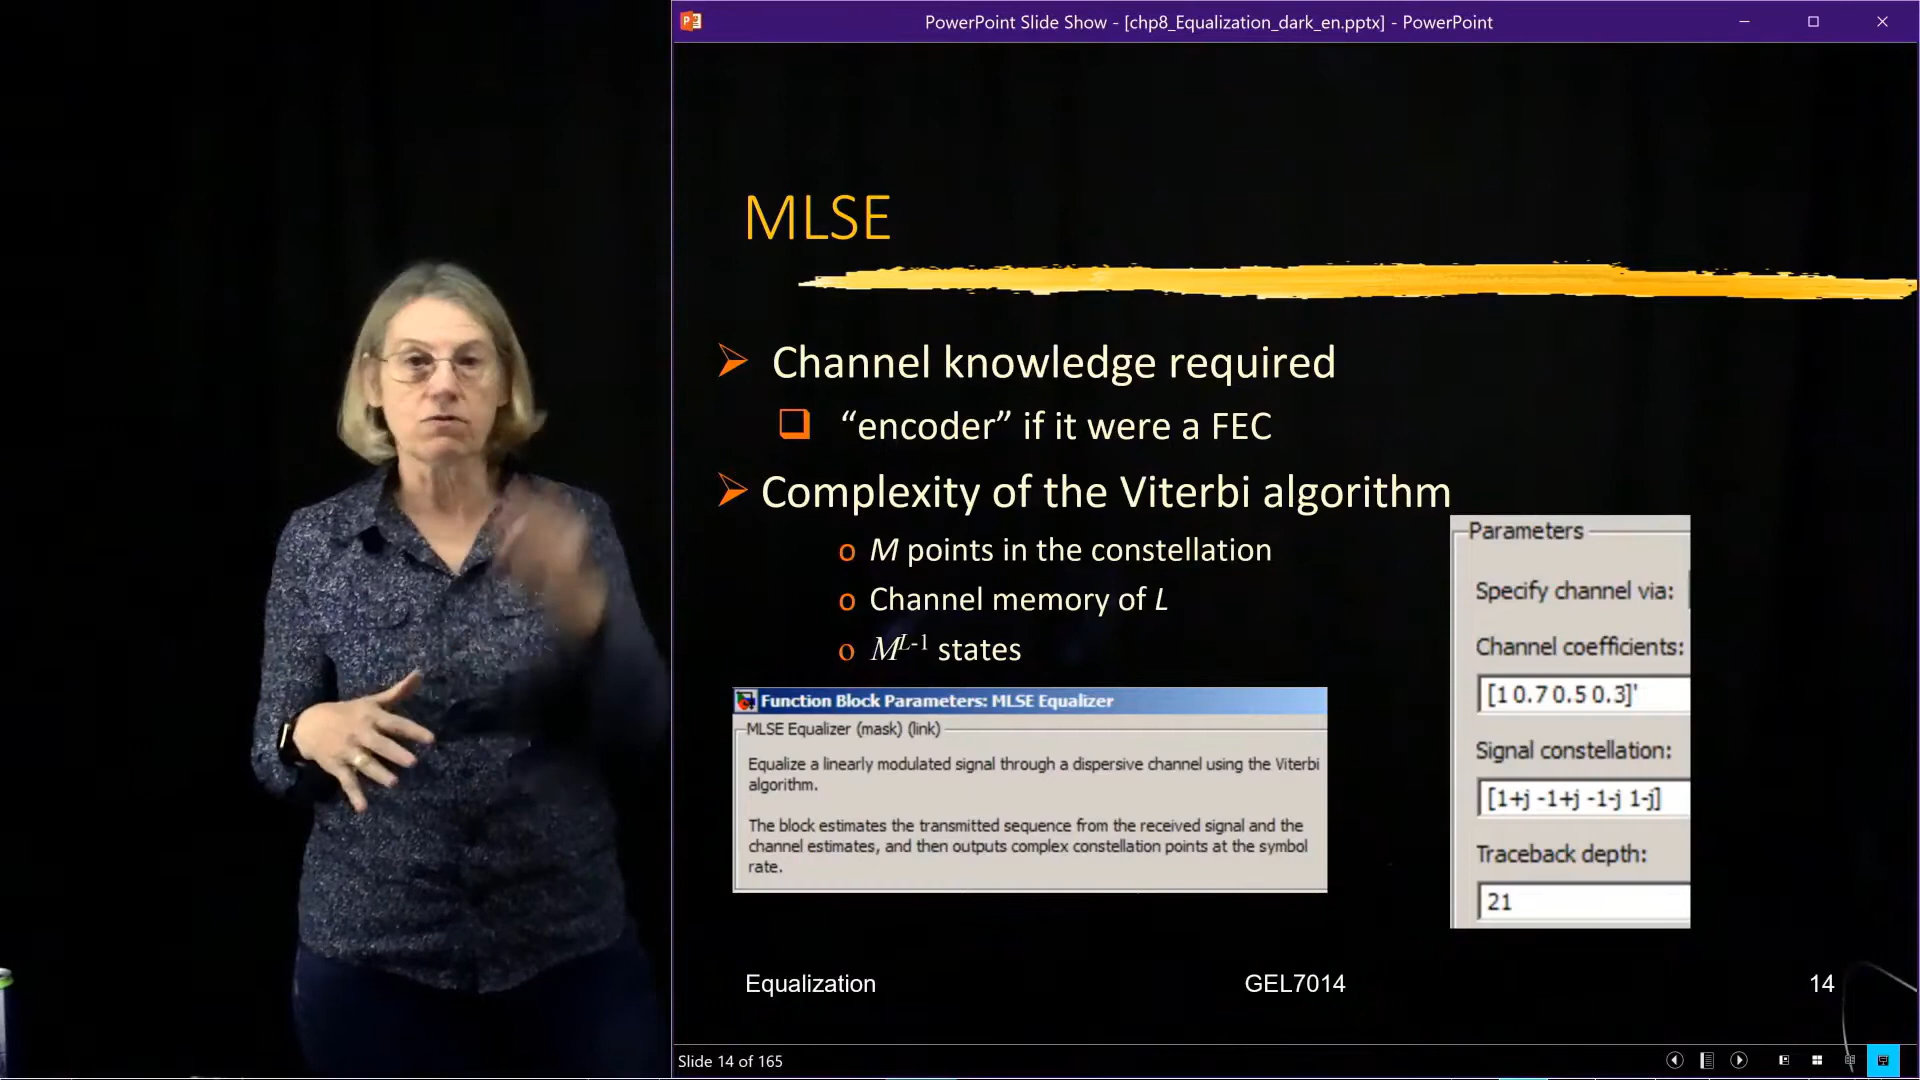 PowerPoint Slide Show - [chp8_Equalization_dark_en.pptx] - PowerPoint
MLSE
Channel knowledge required
“encoder” if it were a FEC
Complexity of the Viterbi algorithm
M points in the constellation
Channel memory of L
M^{L-1} states
Function Block Parameters: MLSE Equalizer
MLSE Equalizer (mask) (link)
Equalize a linearly modulated signal through a dispersive channel using the Viterbi
algorithm.
The block estimates the transmitted sequence from the received signal and the
channel estimates, and then outputs complex constellation points at the symbol
rate.
Parameters
Specify channel via:
Channel coefficients:
[1 0.7 0.5 0.3]'
Signal constellation:
[1+j -1+j -1-j 1-j]
Traceback depth:
21
Equalization
GEL7014
14
Slide 14 of 165